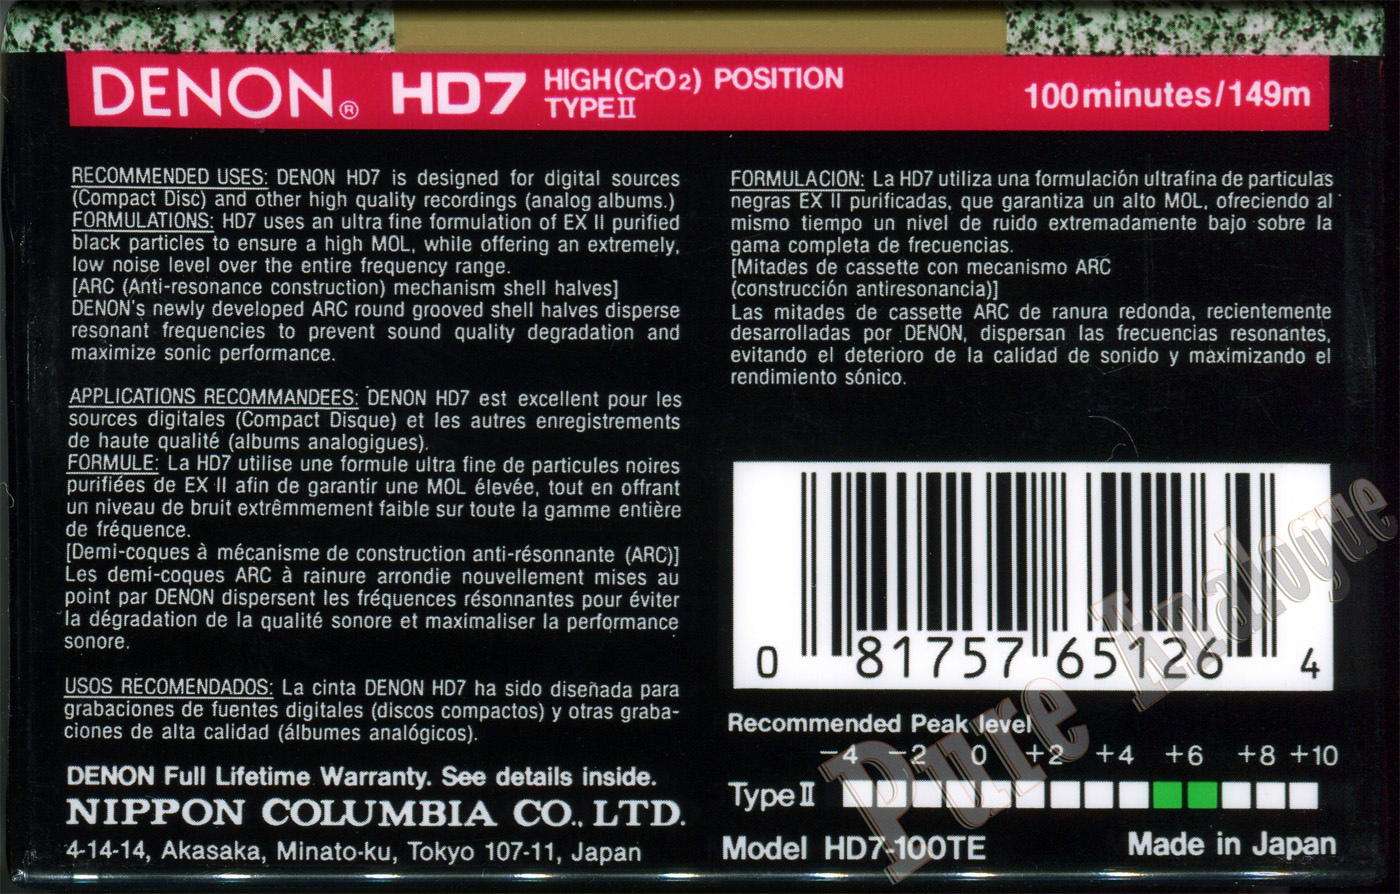 DENON® HD7 HIGH(CrO2) POSITION TYPE II 100minutes/149m
RECOMMENDED USES: DENON HD7 is designed for digital sources
(Compact Disc) and other high quality recordings (analog albums.)
FORMULATIONS: HD7 uses an ultra fine formulation of EX II purified
black particles to ensure a high MOL, while offering an extremely,
low noise level over the entire frequency range.
[ARC (Anti-resonance construction) mechanism shell halves]
DENON's newly developed ARC round grooved shell halves disperse
resonant frequencies to prevent sound quality degradation and
maximize sonic performance.
APPLICATIONS RECOMMANDEES: DENON HD7 est excellent pour les
sources digitales (Compact Disque) et les autres enregistrements
de haute qualité (albums analogigues).
FORMULE: La HD7 utilise une formule ultra fine de particules noires
purifiées de EX II afin de garantir une MOL élevée, tout en offrant
un niveau de bruit extrêmmement faible sur toute la gamme entière
de fréquence.
[Demi-coques à mécanisme de construction anti-résonnante (ARC)]
Les demi-coques ARC à rainure arrondie nouvellement mises au
point par DENON dispersent les fréquences résonnantes pour éviter
la dégradation de la qualité sonore et maximaliser la performance
sonore.
USOS RECOMENDADOS: La cinta DENON HD7 ha sido diseñada para
grabaciones de fuentes digitales (discos compactos) y otras graba-
ciones de alta calidad (álbumes analógicos).
DENON Full Lifetime Warranty. See details inside.
NIPPON COLUMBIA CO., LTD.
4-14-14, Akasaka, Minato-ku, Tokyo 107-11, Japan
FORMULACION: La HD7 utiliza una formulación ultrafina de particulas
negras EX II purificadas, que garantiza un alto MOL, ofreciendo al
mismo tiempo un nivel de ruido extremadamente bajo sobre la
gama completa de frecuencias.
[Mitades de cassette con mecanismo ARC
(construcción antiresonancia)]
Las mitades de cassette ARC de ranura redonda, recientemente
desarrolladas por DENON, dispersan las frecuencias resonantes,
evitando el deterioro de la calidad de sonido y maximizando el
rendimiento sónico.
0 81757 65126 4
Recommended Peak level
-4 -2 0 +2 +4 +6 +8 +10
Type II
Model HD7-100TE
Made in Japan
Pure Analogue